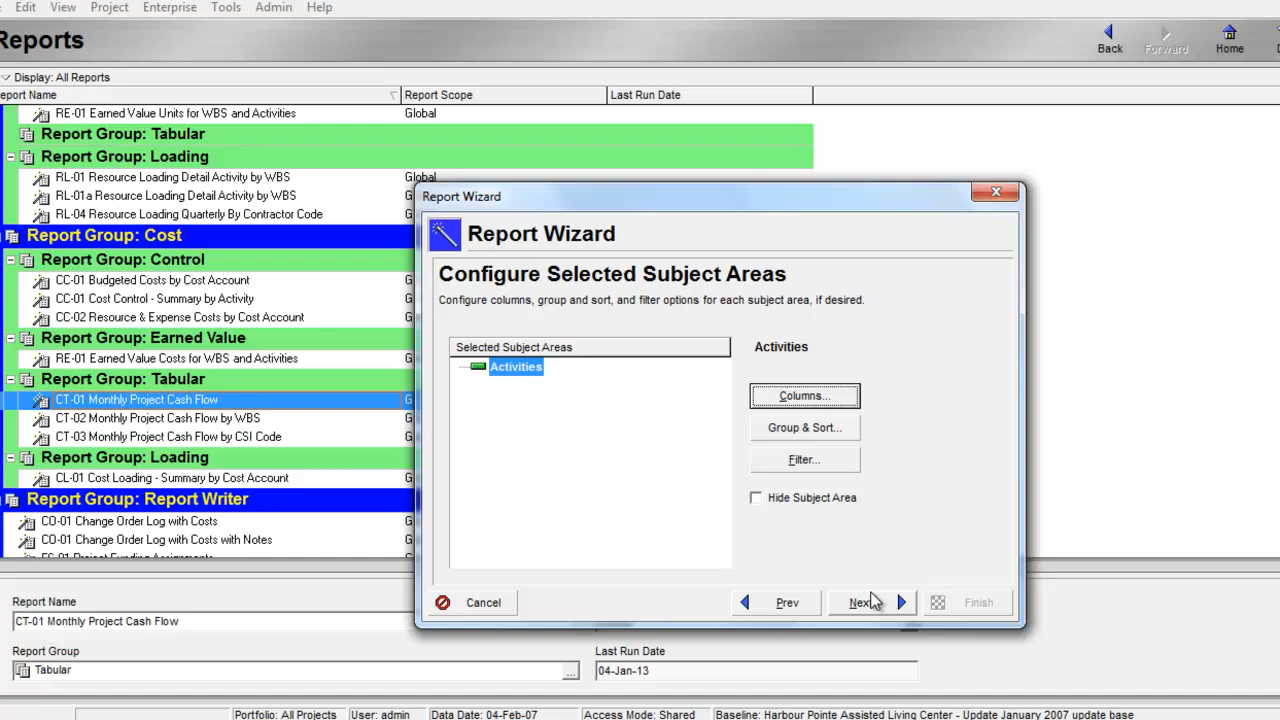 Edit View Project Enterprise Tools Admin Help
Reports
Back Forward Home
Display: All Reports
eport Name Report Scope Last Run Date
RE-01 Earned Value Units for WBS and Activities Global
Report Group: Tabular
Report Group: Loading
RL-01 Resource Loading Detail Activity by WBS Global
RL-01a Resource Loading Detail Activity by WBS G
RL-04 Resource Loading Quarterly By Contractor Code G
Report Group: Cost
Report Group: Control
CC-01 Budgeted Costs by Cost Account G
CC-01 Cost Control - Summary by Activity G
CC-02 Resource & Expense Costs by Cost Account G
Report Group: Earned Value
RE-01 Earned Value Costs for WBS and Activities G
Report Group: Tabular
CT-01 Monthly Project Cash Flow G
CT-02 Monthly Project Cash Flow by WBS G
CT-03 Monthly Project Cash Flow by CSI Code G
Report Group: Loading
CL-01 Cost Loading - Summary by Cost Account G
Report Group: Report Writer
CO-01 Change Order Log with Costs G
CO-01 Change Order Log with Costs with Notes G
Report Wizard
Report Wizard
Configure Selected Subject Areas
Configure columns, group and sort, and filter options for each subject area, if desired.
Selected Subject Areas
Activities
Activities
Columns...
Group & Sort...
Filter...
Hide Subject Area
Cancel Prev Next Finish
Report Name
CT-01 Monthly Project Cash Flow
Report Group Last Run Date
Tabular ... 04-Jan-13
Portfolio: All Projects User: admin Data Date: 04-Feb-07 Access Mode: Shared Baseline: Harbour Pointe Assisted Living Center - Update January 2007 update base